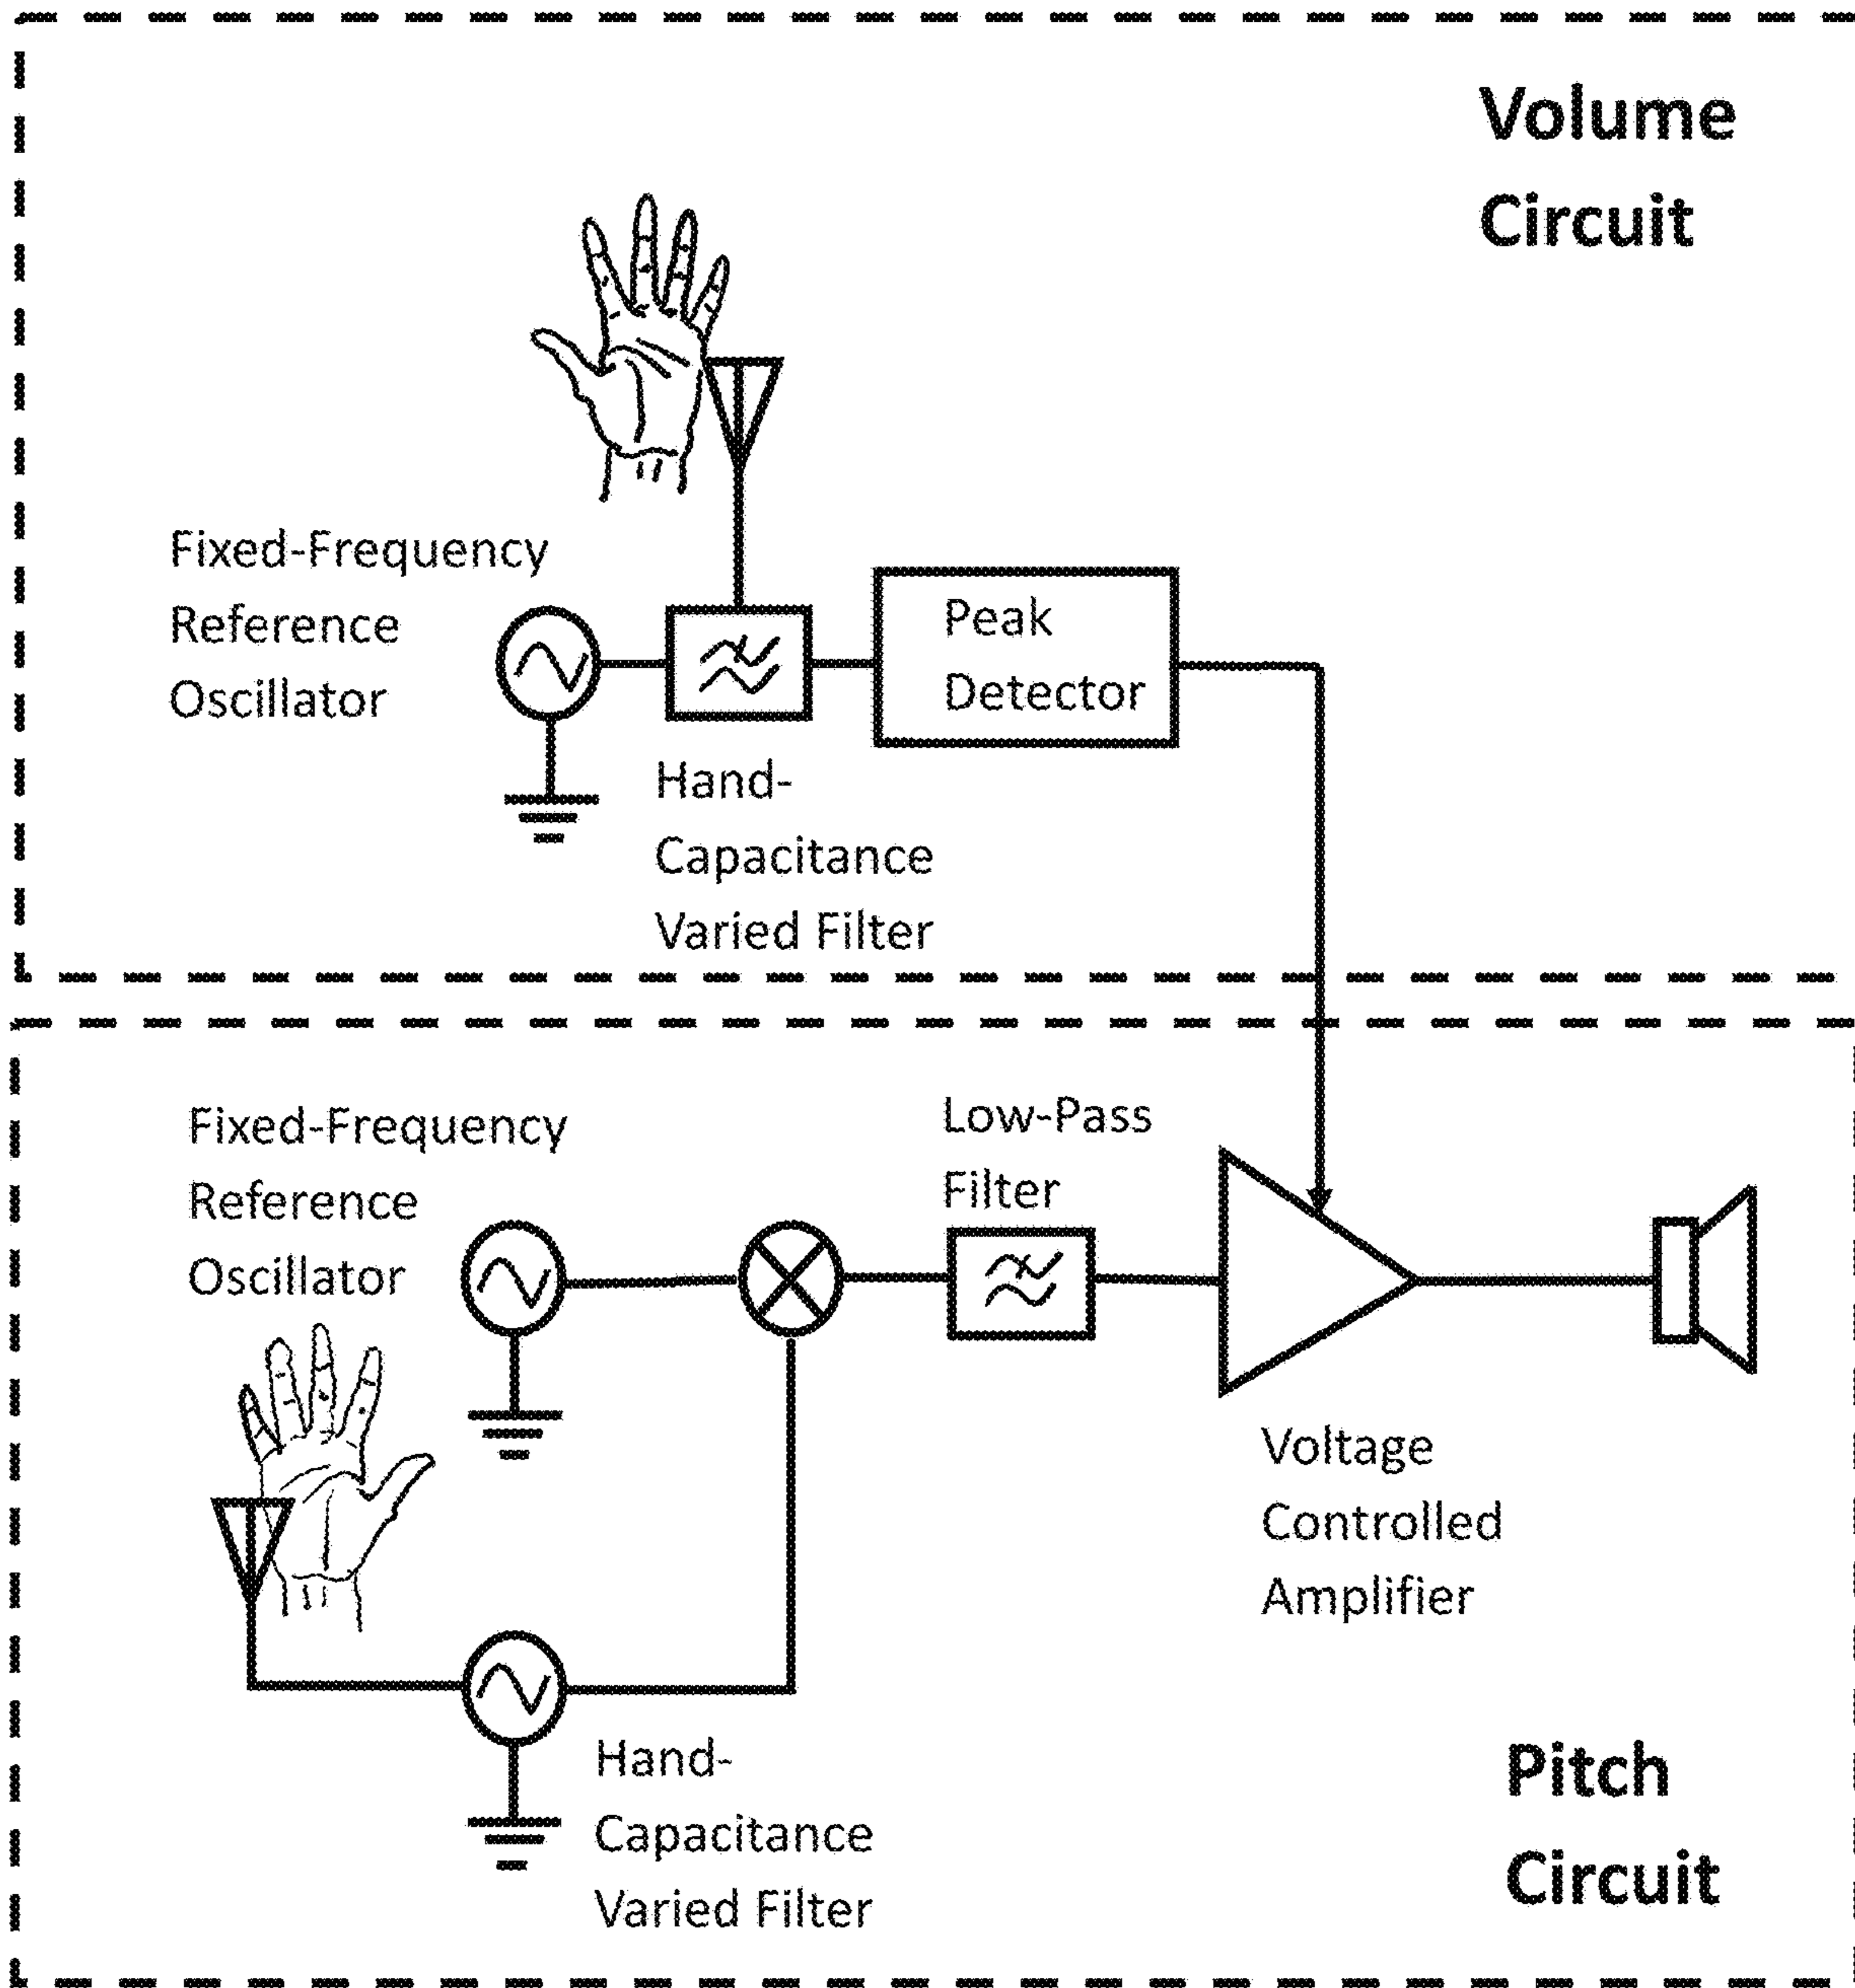 Volume
Circuit
Fixed-Frequency
Reference
Oscillator
Peak
Detector
Hand-
Capacitance
Varied Filter
Fixed-Frequency
Reference
Oscillator
Low-Pass
Filter
Voltage
Controlled
Amplifier
Hand-
Capacitance
Varied Filter
Pitch
Circuit